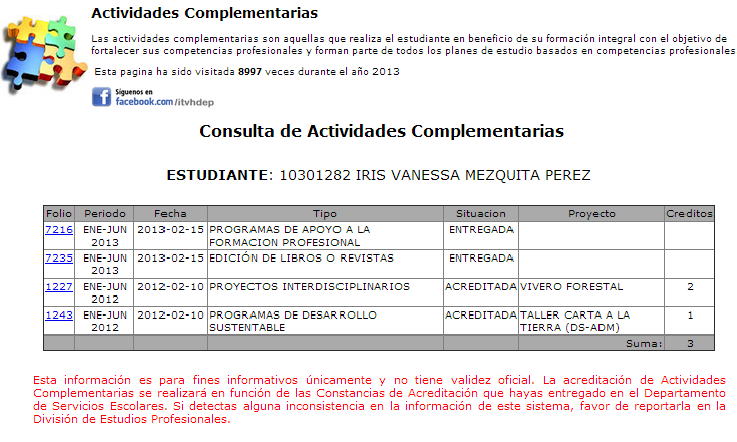 Actividades Complementarias
Las actividades complementarias son aquellas que realiza el estudiante en beneficio de su formación integral con el objetivo de
fortalecer sus competencias profesionales y forman parte de todos los planes de estudio basados en competencias profesionales
Esta pagina ha sido visitada 8997 veces durante el año 2013
Síguenos en
facebook.com/itvhdep
Consulta de Actividades Complementarias
ESTUDIANTE: 10301282 IRIS VANESSA MEZQUITA PEREZ
Folio Periodo Fecha Tipo Situacion Proyecto Creditos
7216 ENE-JUN 2013-02-15 PROGRAMAS DE APOYO A LA ENTREGADA
2013 FORMACION PROFESIONAL
7235 ENE-JUN 2013-02-15 EDICIÓN DE LIBROS O REVISTAS ENTREGADA
2013
1227 ENE-JUN 2012-02-10 PROYECTOS INTERDISCIPLINARIOS ACREDITADA VIVERO FORESTAL 2
2012
1243 ENE-JUN 2012-02-10 PROGRAMAS DE DESARROLLO ACREDITADA TALLER CARTA A LA 1
2012 SUSTENTABLE TIERRA (DS-ADM)
Suma: 3
Esta información es para fines informativos únicamente y no tiene validez oficial. La acreditación de Actividades
Complementarias se realizará en función de las Constancias de Acreditación que hayas entregado en el Departamento
de Servicios Escolares. Si detectas alguna inconsistencia en la información de este sistema, favor de reportarla en la
División de Estudios Profesionales.